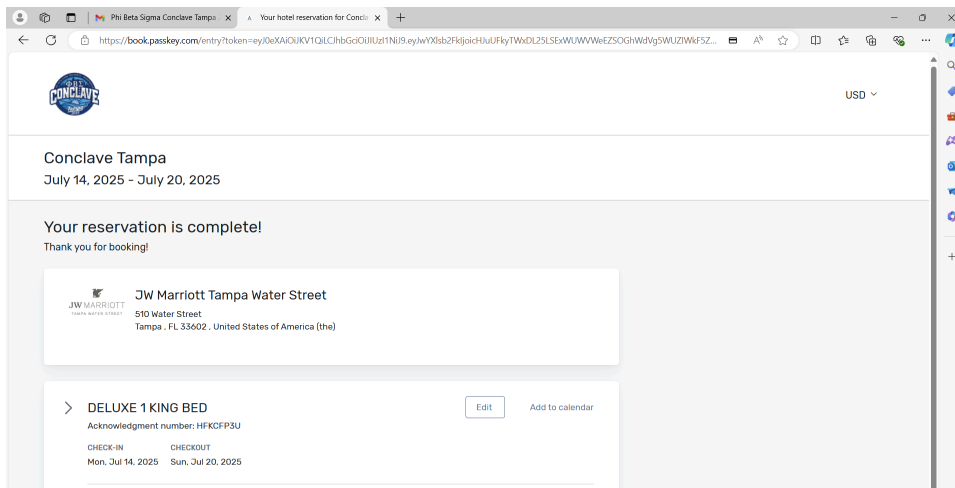 Phi Beta Sigma Conclave Tampa
Your hotel reservation for Concla
https://book.passkey.com/entry?token=
USD
CONCLAVE
Conclave Tampa
July 14, 2025 - July 20, 2025
Your reservation is complete!
Thank you for booking!
JW MARRIOTT
TAMPA WATER STREET
JW Marriott Tampa Water Street
510 Water Street
Tampa , FL 33602 , United States of America (the)
DELUXE 1 KING BED
Edit
Add to calendar
Acknowledgment number: HFKCFP3U
CHECK-IN
CHECKOUT
Mon, Jul 14, 2025
Sun, Jul 20, 2025